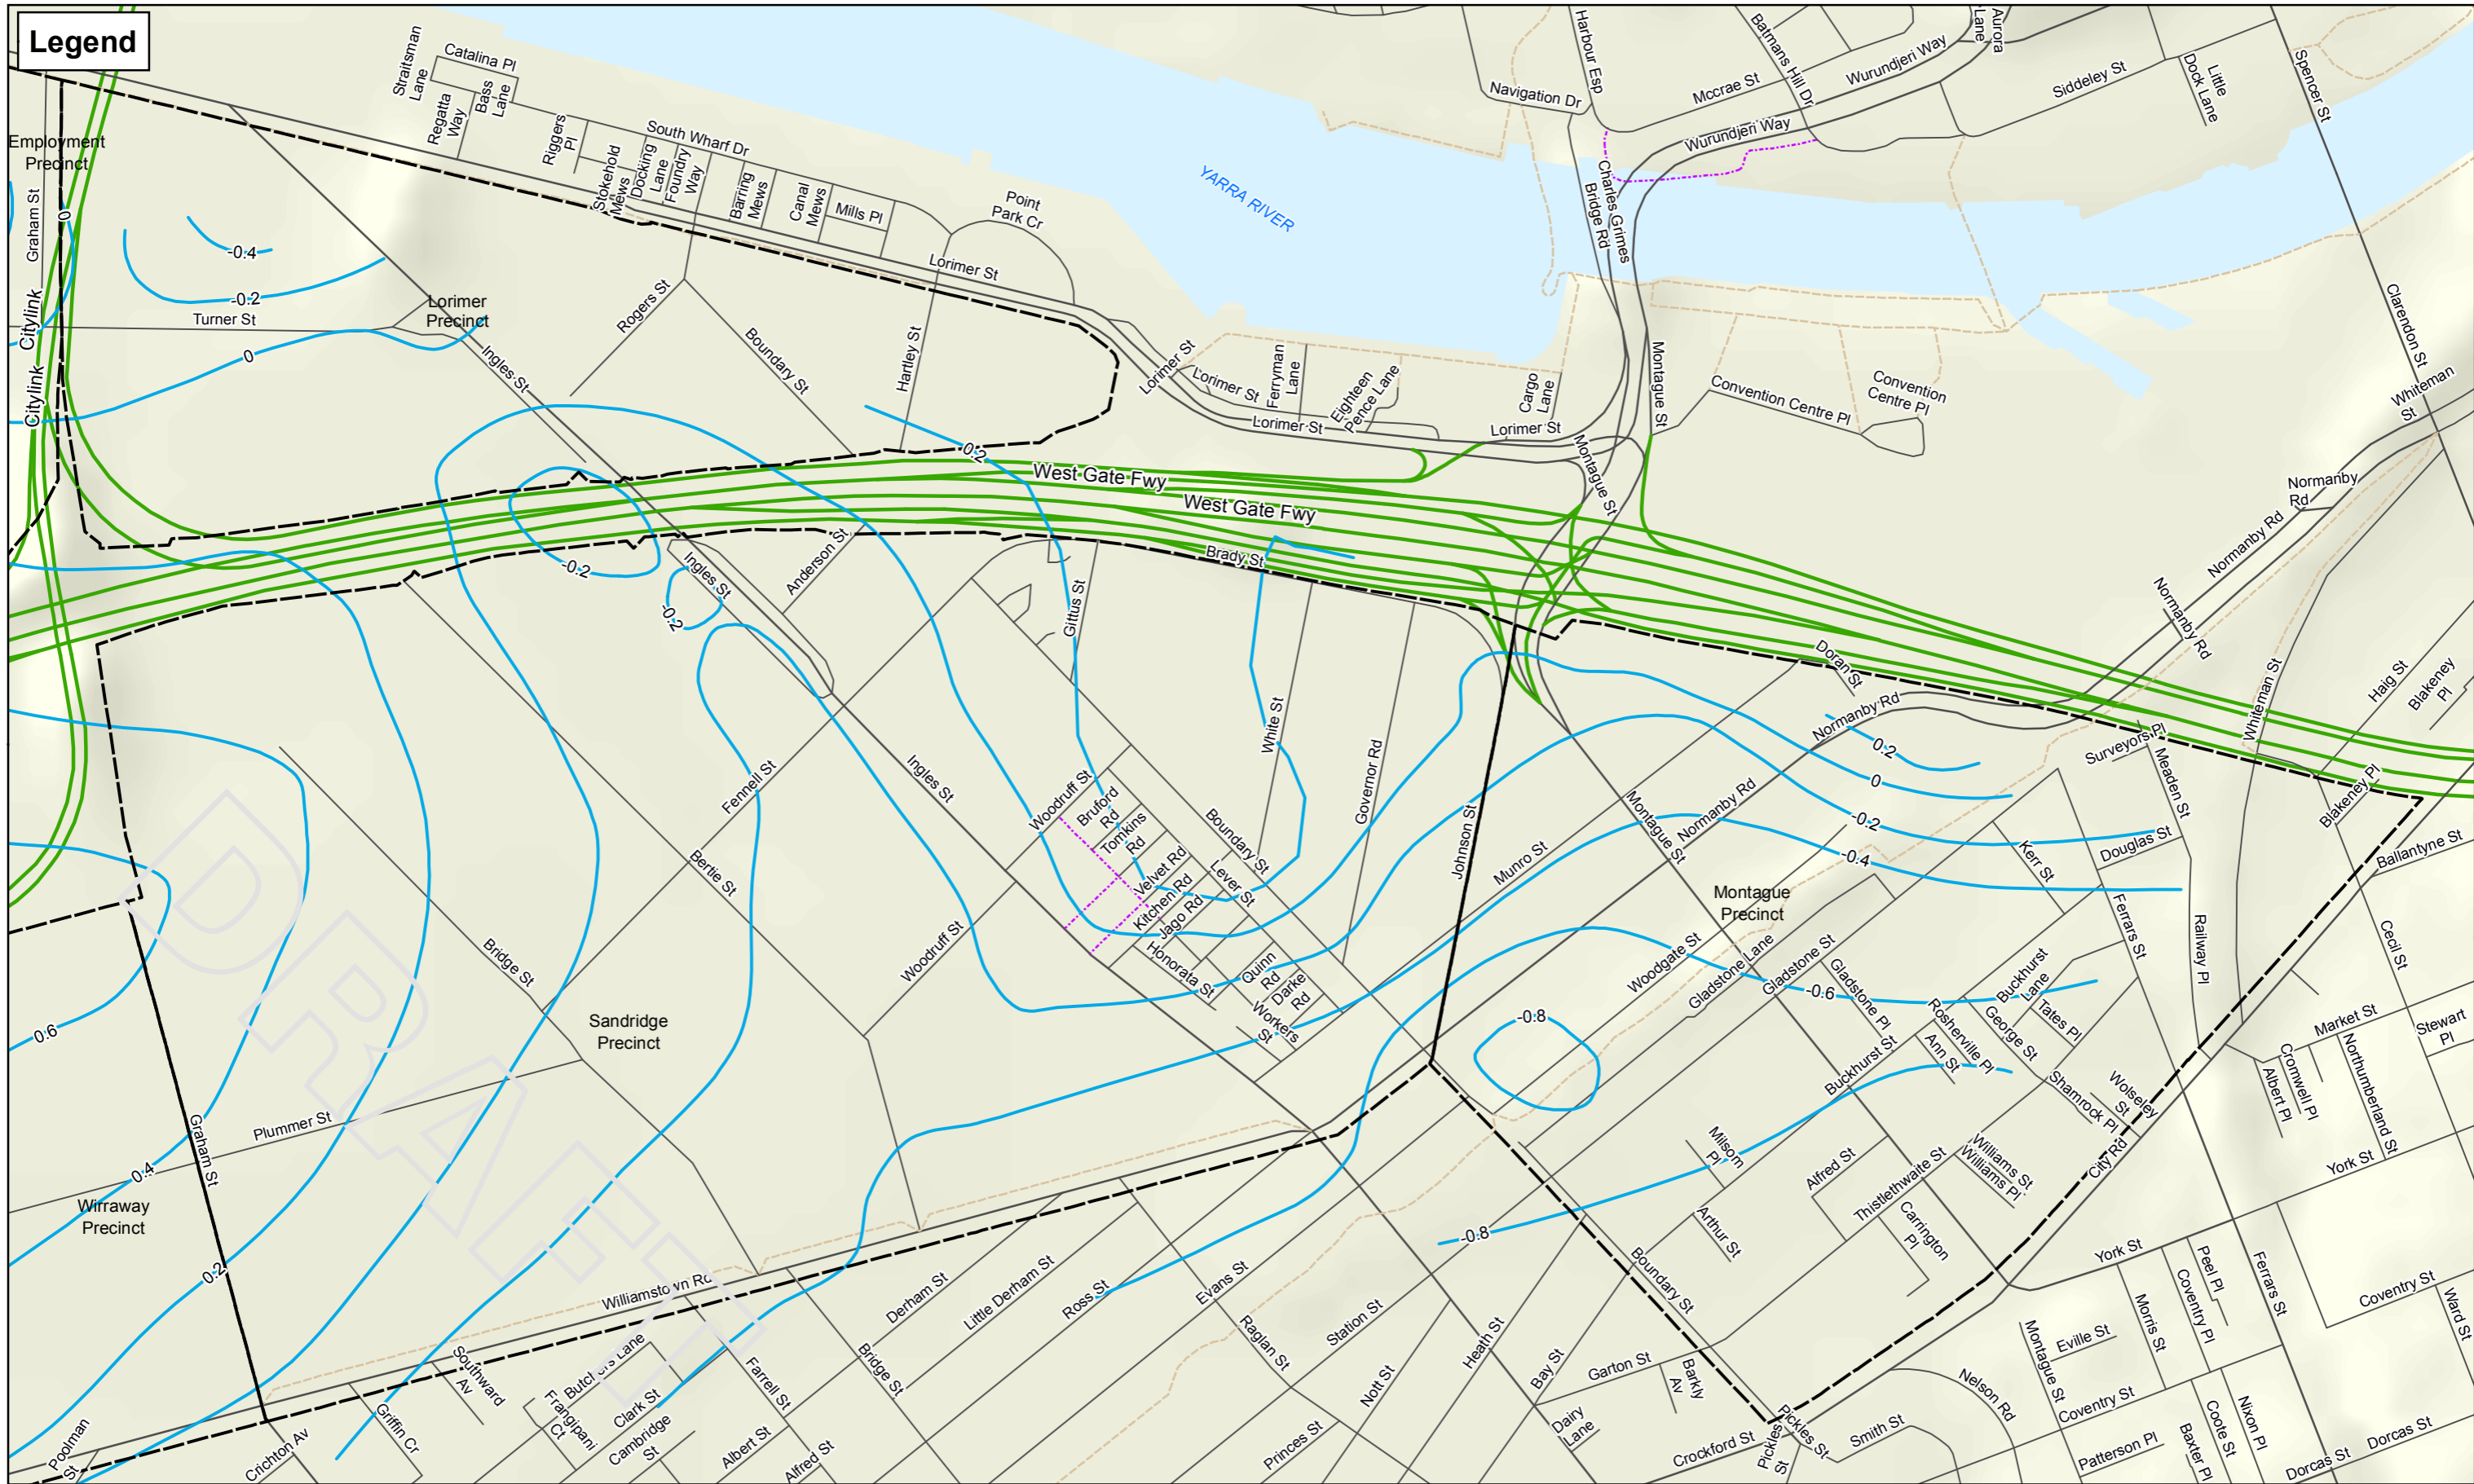 Legend
Straitsman
Lane
Catalina Pl
Regatta
Way
Bass
Lane
Riggers
Pl
South Wharf Dr
Stokehold
Mews
Docking
Lane
Foundry
Way
Barring
Mews
Canal
Mews
Mills Pl
Point
Park Cr
Lorimer St
YARRA RIVER
Navigation Dr
Harbour Esp
Batmans Hill Dr
Mccrae St
Wurundjeri Way
Wurundjeri Way
Aurora
Lane
Siddeley St
Little
Dock Lane
Spencer St
Charles Grimes
Bridge Rd
Employment
Precinct
Graham St
0
-0.4
-0.2
Turner St
0
Citylink
Citylink
Lorimer
Precinct
Ingles St
Rogers St
Boundary St
Hartley St
Lorimer St
Lorimer St
Ferryman
Lane
Eighteen
Pence Lane
Lorimer St
Cargo
Lane
Lorimer St
Montague St
Montague St
Convention Centre Pl
Convention
Centre Pl
Clarendon St
Whiteman
St
Normanby
Rd
Normanby Rd
Normanby Rd
0.2
West Gate Fwy
West Gate Fwy
Brady St
-0.2
-0.2
Ingles St
Anderson St
Gittus St
White St
Governor Rd
Doran St
Normanby Rd
0.2
0
-0.2
-0.4
Surveyors Pl
Meaden St
Whiteman St
Haig St
Blakeney
Pl
Blakeney Pl
Ballantyne St
Douglas St
Kerr St
Fennell St
Ingles St
Woodruff St
Bruford
Rd
Tomkins
Rd
Velvet Rd
Kitchen Rd
Jago Rd
Honorata St
Lever St
Boundary St
Quinn
Rd
Darke
Rd
Workers
St
Johnson St
Munro St
Normanby Rd
Montague St
Montague
Precinct
Bertie St
Bridge St
Woodruff St
Sandridge
Precinct
Woodgate St
Gladstone Lane
Gladstone St
Gladstone Pl
-0.6
-0.8
Ferrars St
Railway Pl
Cecil St
Buckhurst
Lane
Tates Pl
George St
Rosherville Pl
Ann St
Buckhurst St
Shamrock Pl
Wolseley
St
Market St
Stewart
Pl
Cromwell Pl
Albert Pl
Northumberland St
York St
City Rd
Williams St
Williams Pl
Thistlethwaite St
Alfred St
Milsom
Pl
Arthur St
Carrington
Pl
-0.8
Boundary St
0.6
Plummer St
Graham St
0.4
Wirraway
Precinct
0.2
Williamstown Rd
DRAFT
Derham St
Little Derham St
Ross St
Evans St
Raglan St
Station St
Heath St
Nott St
Bay St
Garton St
Barkly
Av
Dairy
Lane
Princes St
Crockford St
Pickles
St
Pickles St
Smith St
Nelson Rd
York St
Peel Pl
Coventry Pl
Morris St
Montague St
Eville St
Coventry St
Patterson Pl
Baxter Pl
Coote St
Nixon Pl
Ferrars St
Coventry St
Ward St
Dorcas St
Dorcas St
Butchers Lane
Southward
Av
Griffin Cr
Frangipani
Ct
Clark St
Cambridge
St
Farrell St
Bridge St
Albert St
Alfred St
Crichton Av
Poolman
St